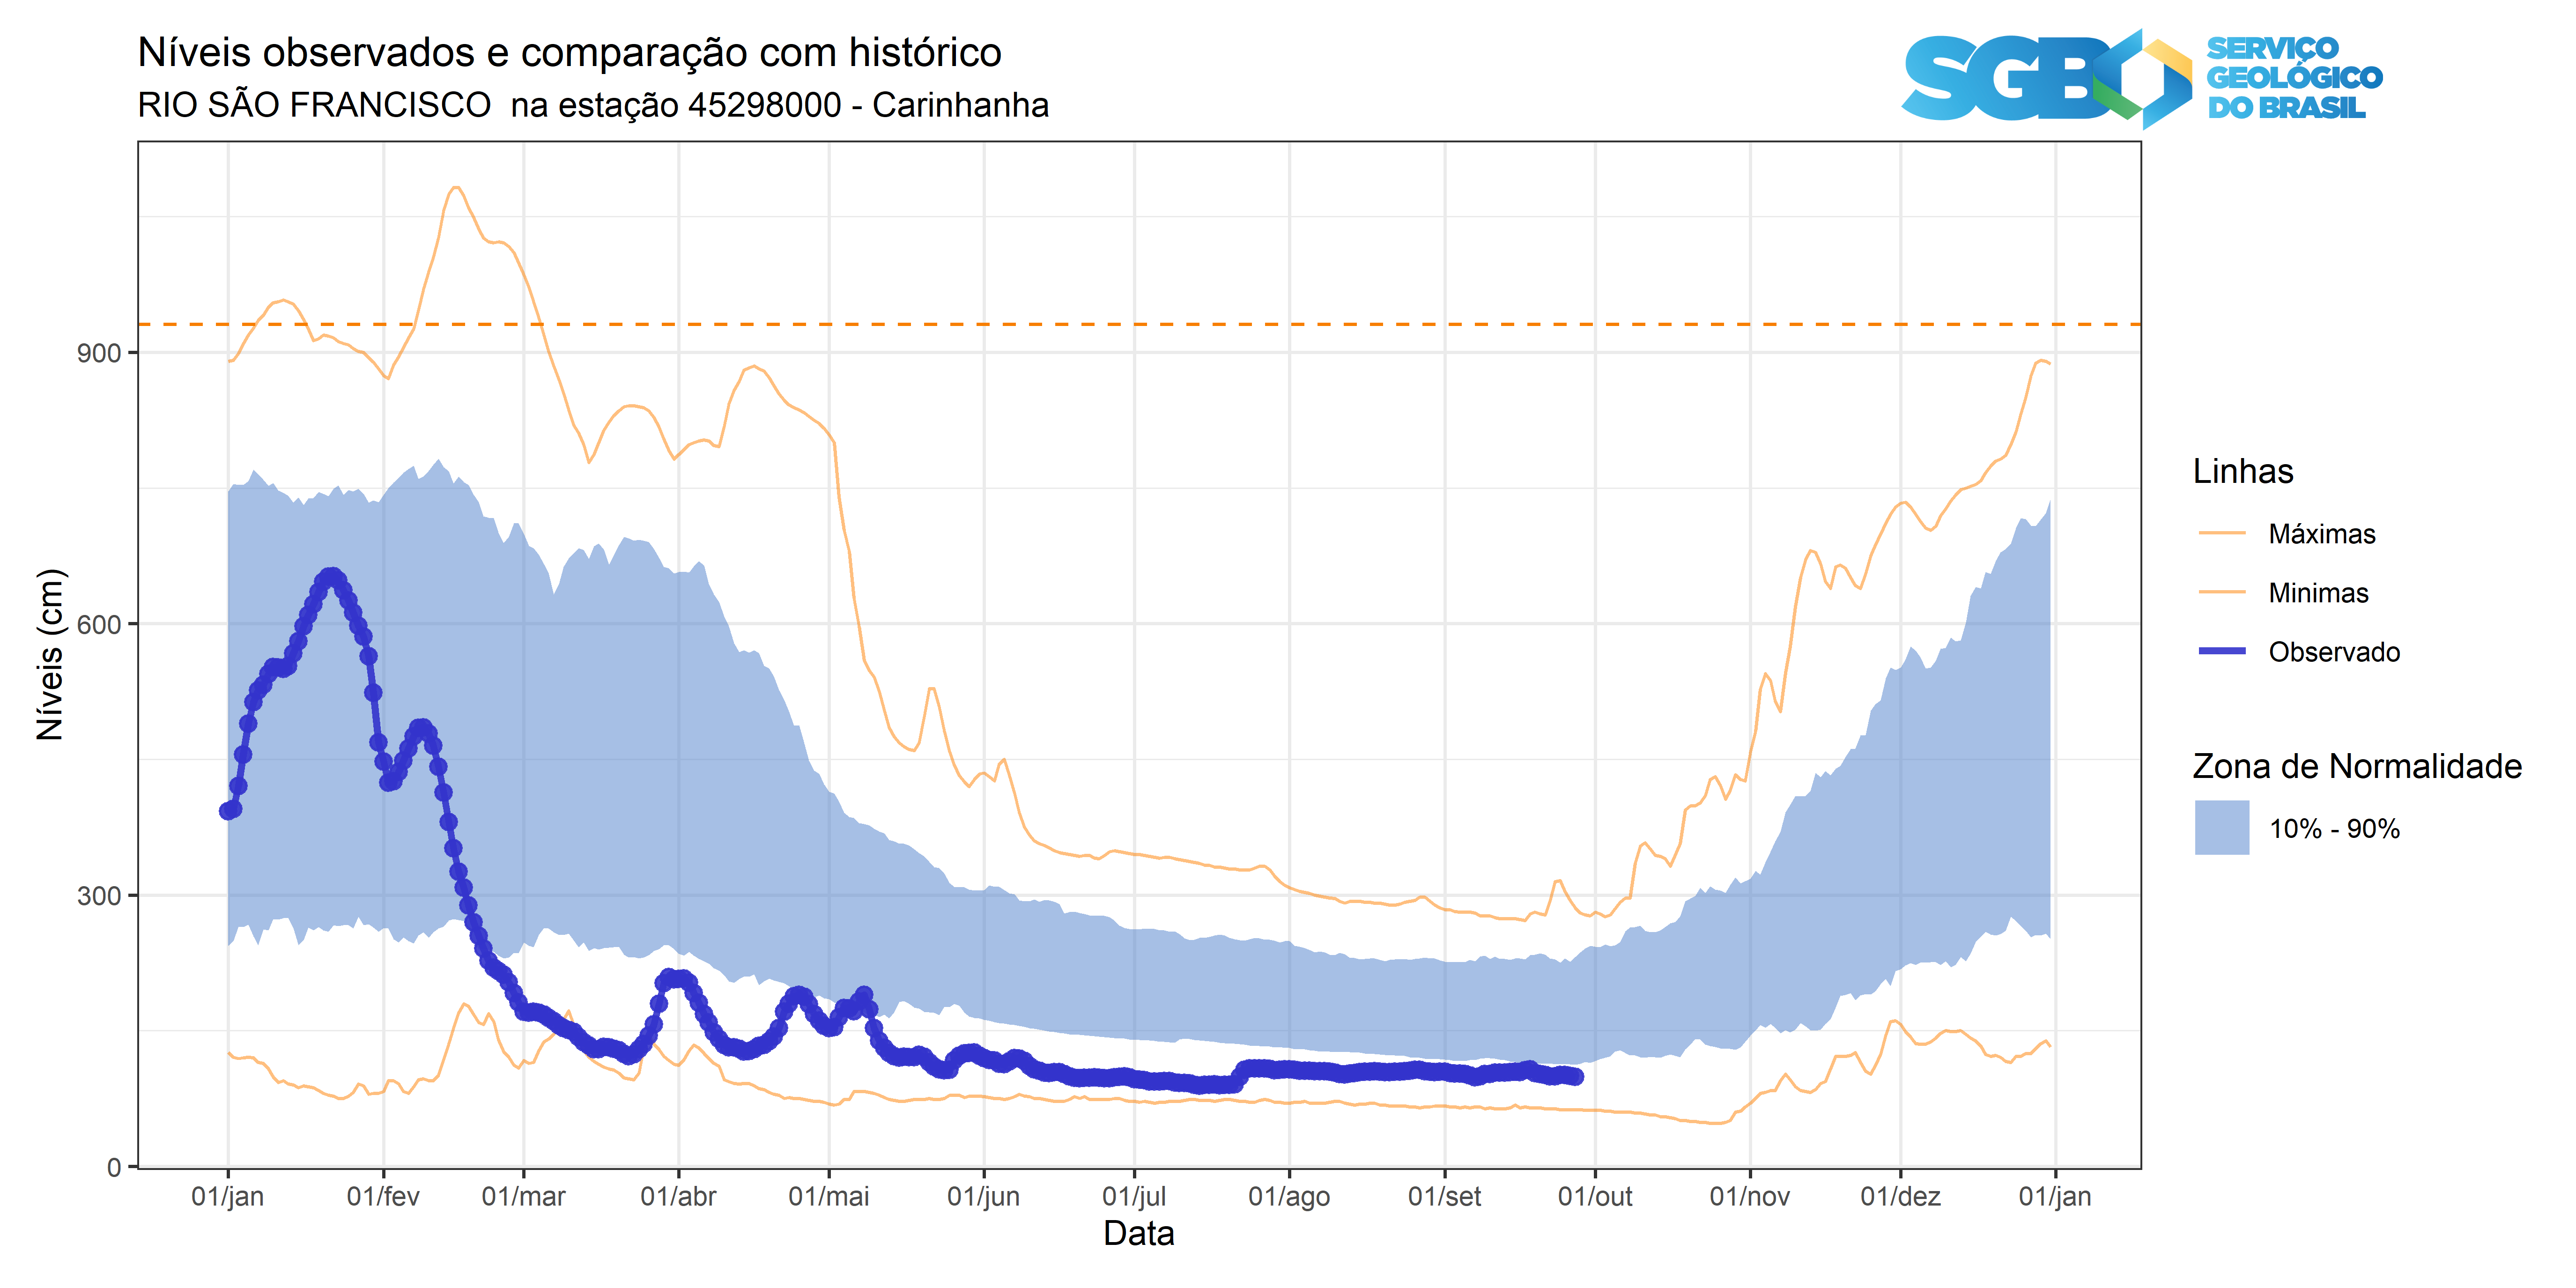 Níveis observados e comparação com histórico
RIO SÃO FRANCISCO  na estação 45298000 - Carinhanha
SGB
SERVIÇO
GEOLÓGICO
DO BRASIL
Níveis (cm)
900
600
300
0
01/jan
01/fev
01/mar
01/abr
01/mai
01/jun
01/jul
01/ago
01/set
01/out
01/nov
01/dez
01/jan
Data
Linhas
Máximas
Minimas
Observado
Zona de Normalidade
10% - 90%